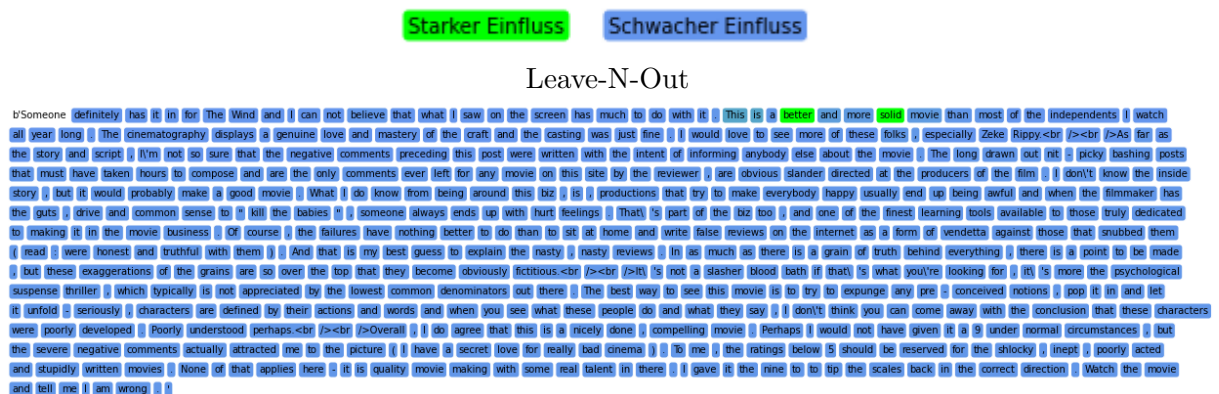 Starker Einfluss Schwacher Einfluss
Leave-N-Out
b'Someone definitely has it in for The Wind and I can not believe that what I saw on the screen has much to do with it . This is a better and more solid movie than most of the independents I watch
all year long . The cinematography displays a genuine love and mastery of the craft and the casting was just fine . I would love to see more of these folks , especially Zeke Rippy.<br /><br />As far as
the story and script , I\'m not so sure that the negative comments preceding this post were written with the intent of informing anybody else about the movie . The long drawn out nit - picky bashing posts
that must have taken hours to compose and are the only comments ever left for any movie on this site by the reviewer , are obvious slander directed at the producers of the film . I don\'t know the inside
story , but it would probably make a good movie . What I do know from being around this biz , is , productions that try to make everybody happy usually end up being awful and when the filmmaker has
the guts , drive and common sense to " kill the babies " , someone always ends up with hurt feelings . That\ 's part of the biz too , and one of the finest learning tools available to those truly dedicated
to making it in the movie business . Of course , the failures have nothing better to do than to sit at home and write false reviews on the internet as a form of vendetta against those that snubbed them
( read : were honest and truthful with them ) . And that is my best guess to explain the nasty , nasty reviews . In as much as there is a grain of truth behind everything , there is a point to be made
, but these exaggerations of the grains are so over the top that they become obviously fictitious.<br /><br />It\ 's not a slasher blood bath if that\ 's what you\'re looking for , it\ 's more the psychological
suspense thriller , which typically is not appreciated by the lowest common denominators out there . The best way to see this movie is to try to expunge any pre - conceived notions , pop it in and let
it unfold - seriously , characters are defined by their actions and words and when you see what these people do and what they say , I don\'t think you can come away with the conclusion that these characters
were poorly developed . Poorly understood perhaps.<br /><br />Overall , I do agree that this is a nicely done , compelling movie . Perhaps I would not have given it a 9 under normal circumstances , but
the severe negative comments actually attracted me to the picture ( I have a secret love for really bad cinema ) . To me , the ratings below 5 should be reserved for the shlocky , inept , poorly acted
and stupidly written movies . None of that applies here - it is quality movie making with some real talent in there . I gave it the nine to to tip the scales back in the correct direction . Watch the movie
and tell me I am wrong . '